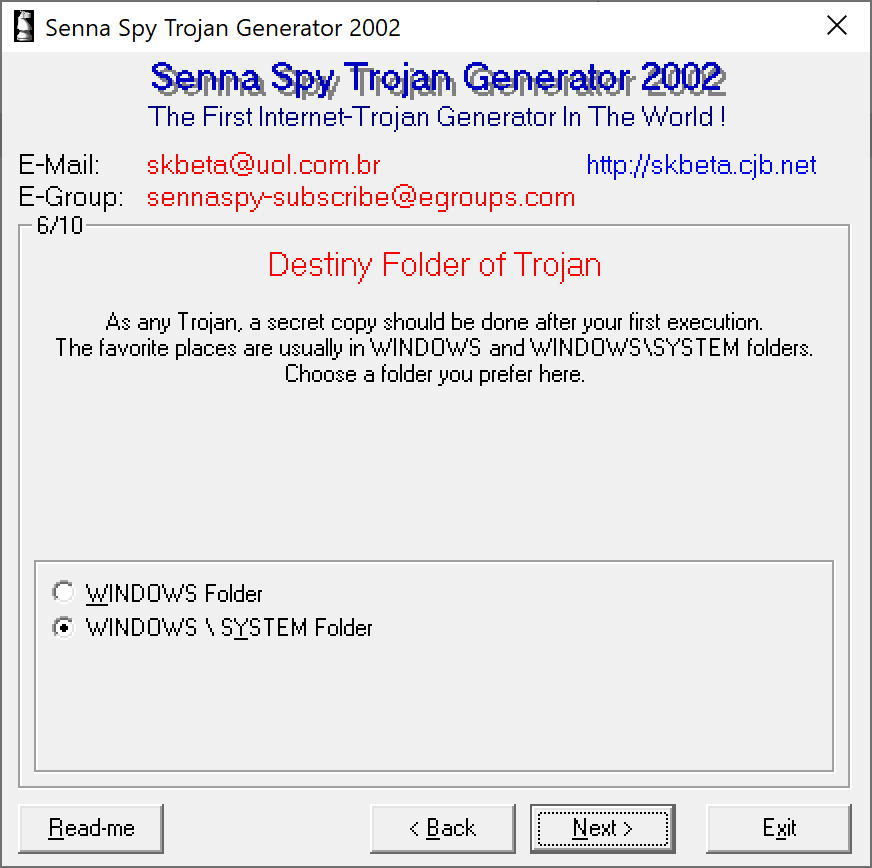 Senna Spy Trojan Generator 2002
Senna Spy Trojan Generator 2002
The First Internet-Trojan Generator In The World !
E-Mail: skbeta@uol.com.br http://skbeta.cjb.net
E-Group: sennaspy-subscribe@egroups.com
6/10
Destiny Folder of Trojan
As any Trojan, a secret copy should be done after your first execution.
The favorite places are usually in WINDOWS and WINDOWS\SYSTEM folders.
Choose a folder you prefer here.
WINDOWS Folder
WINDOWS \ SYSTEM Folder
Read-me < Back Next > Exit